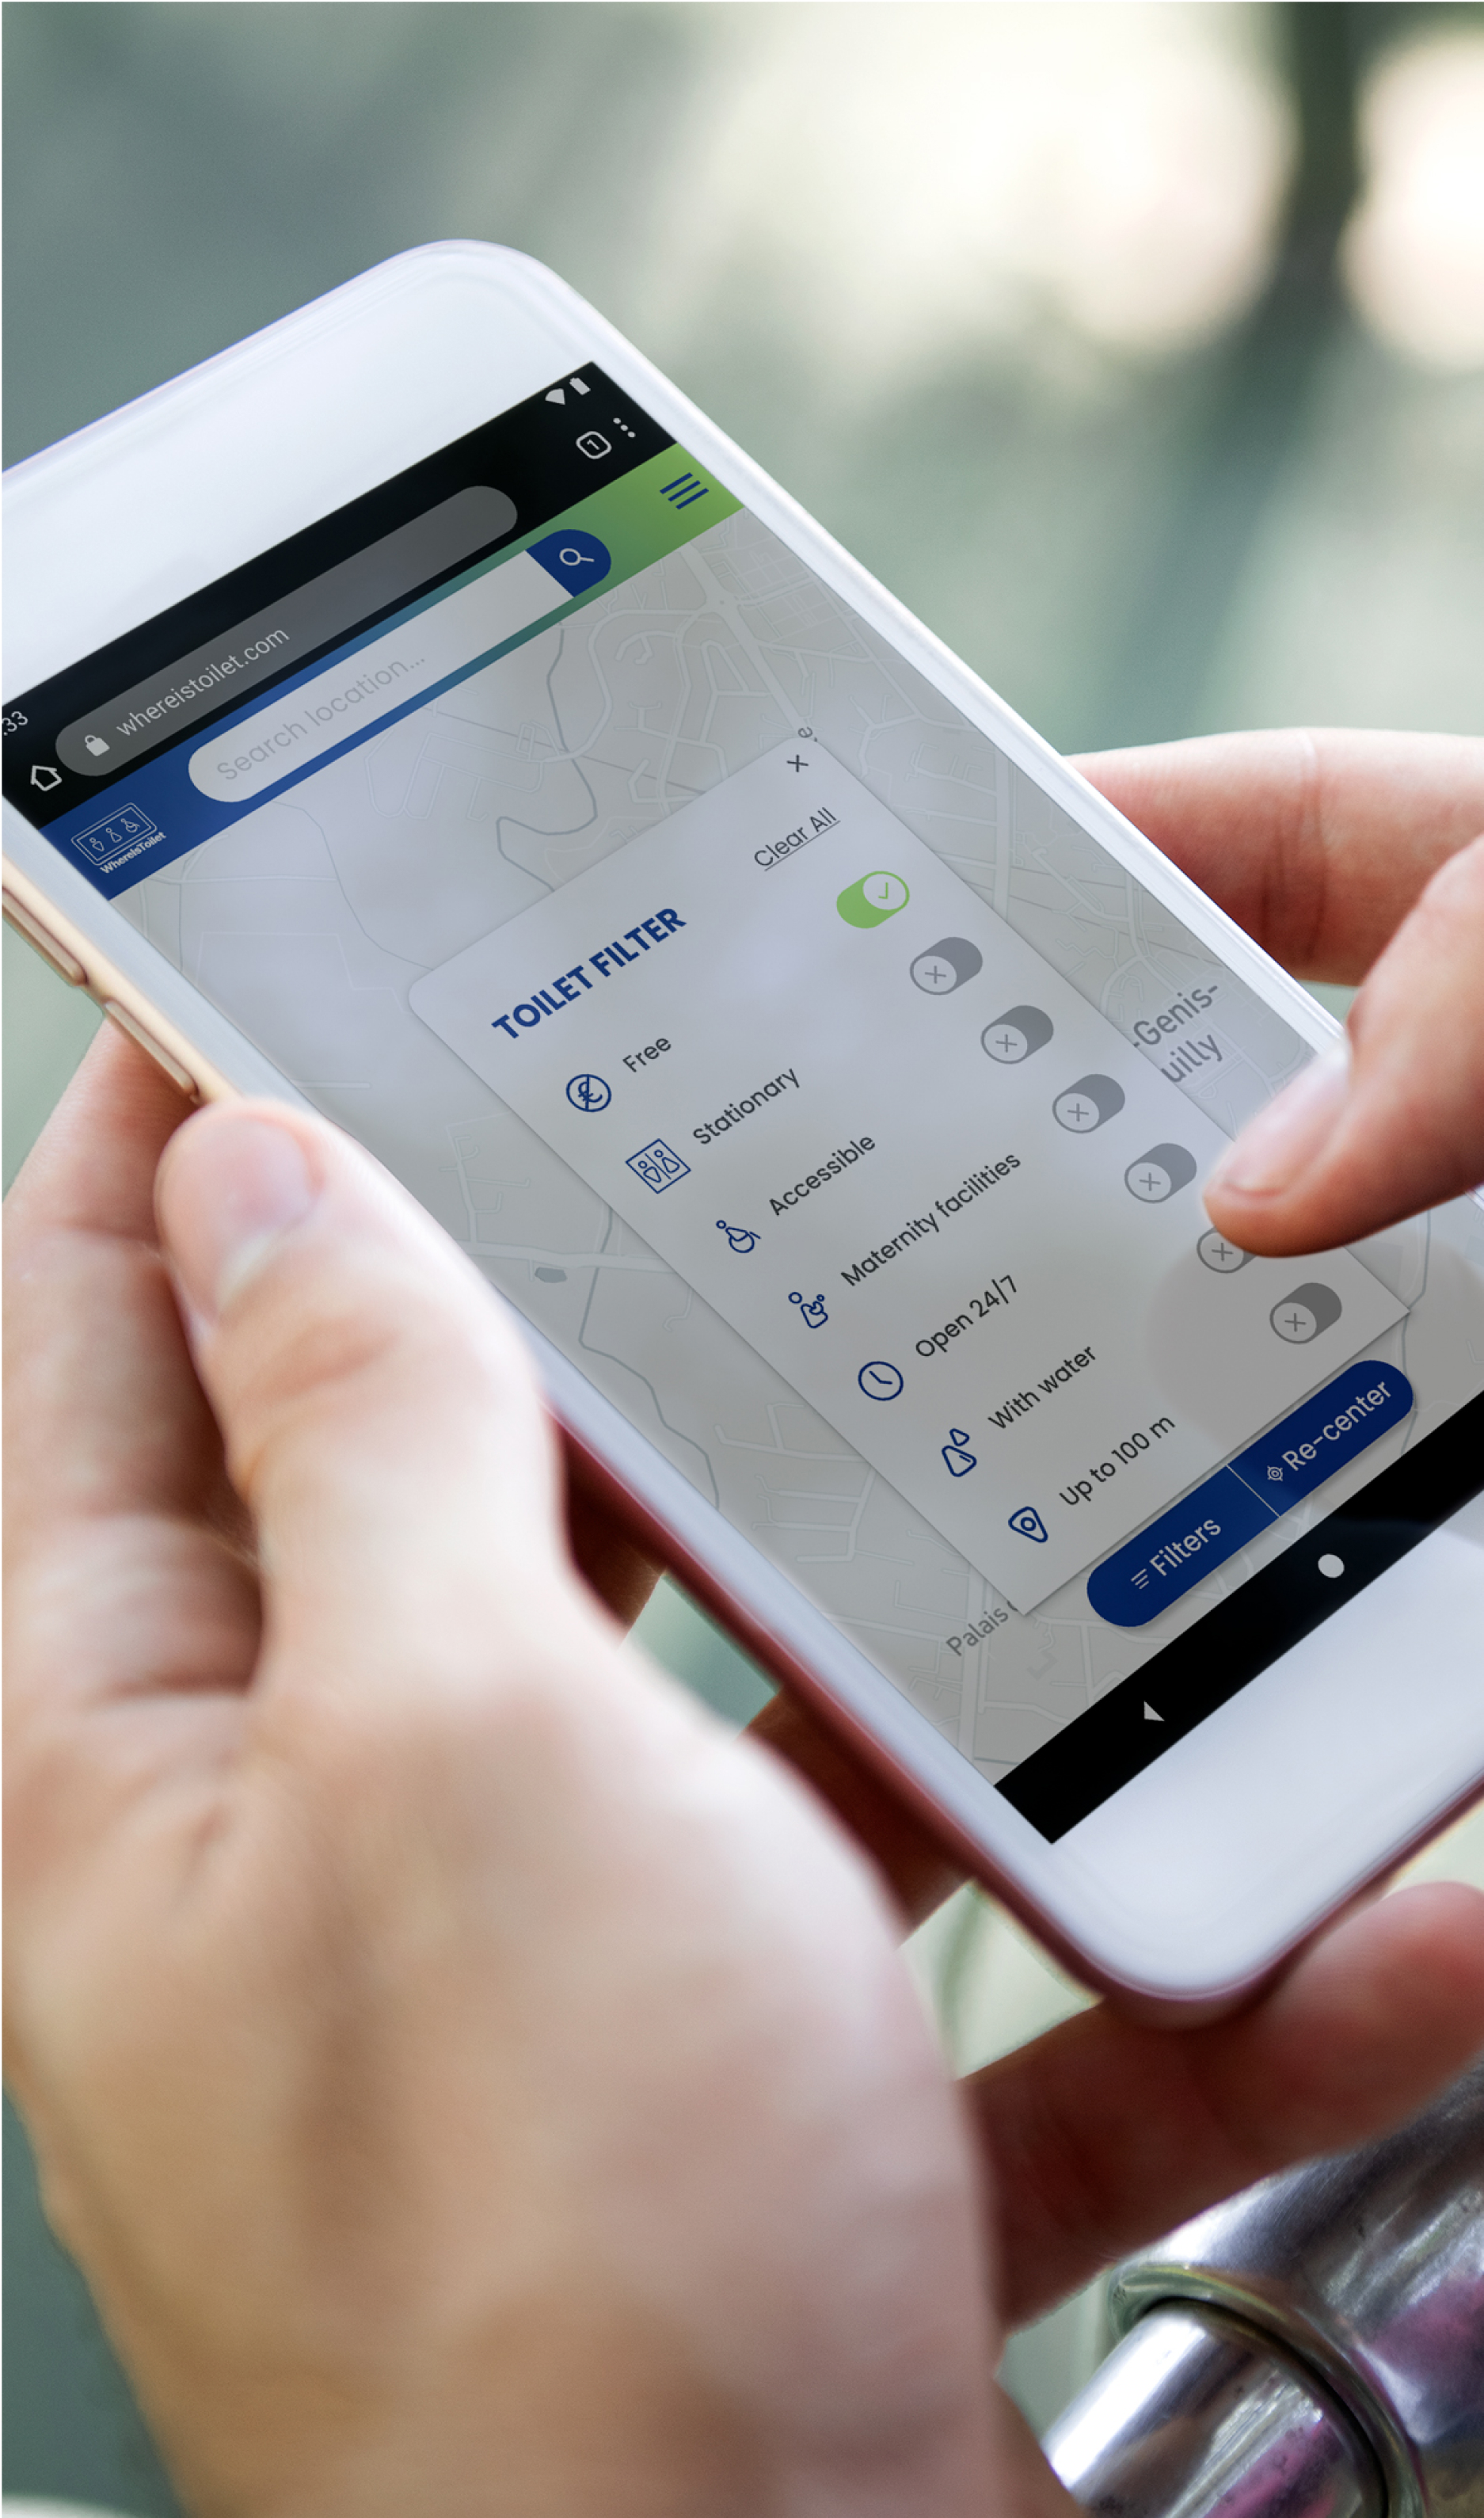 :33
1
whereistoilet.com
WhereIsToilet
Search location...
TOILET FILTER
Clear All
Free
Stationary
Accessible
Maternity facilities
Open 24/7
With water
Up to 100 m
-Genis-
uilly
Palais
Filters
Re-center